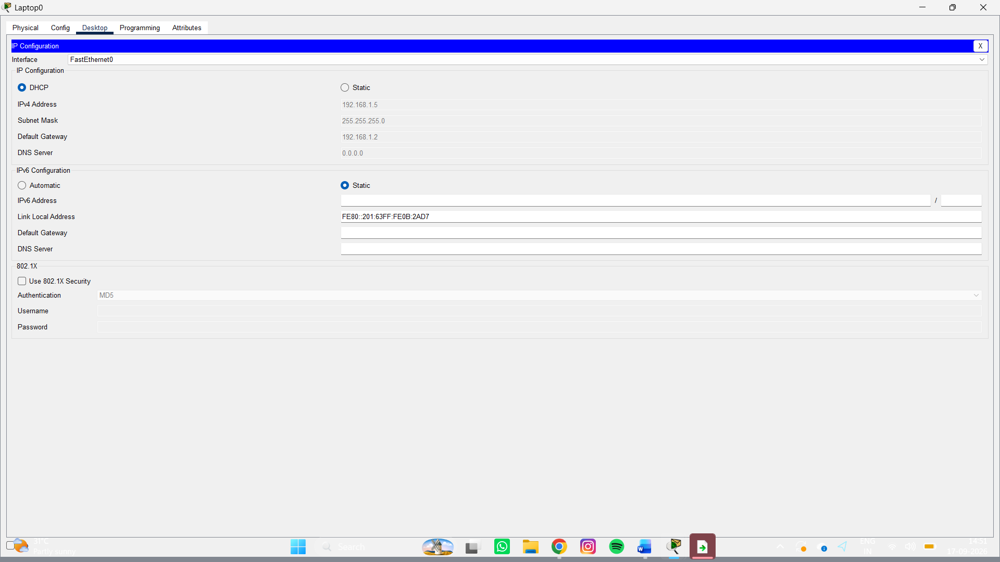 Laptop0
Physical Config Desktop Programming Attributes
IP Configuration X
Interface FastEthernet0
IP Configuration
DHCP Static
IPv4 Address 192.168.1.5
Subnet Mask 255.255.255.0
Default Gateway 192.168.1.2
DNS Server 0.0.0.0
IPv6 Configuration
Automatic Static
IPv6 Address /
Link Local Address FE80::201:63FF:FE0B:2AD7
Default Gateway
DNS Server
802.1X
Use 802.1X Security
Authentication MD5
Username
Password
31°C
Partly sunny
Search
ENG
IN
14:51
17-09-2026